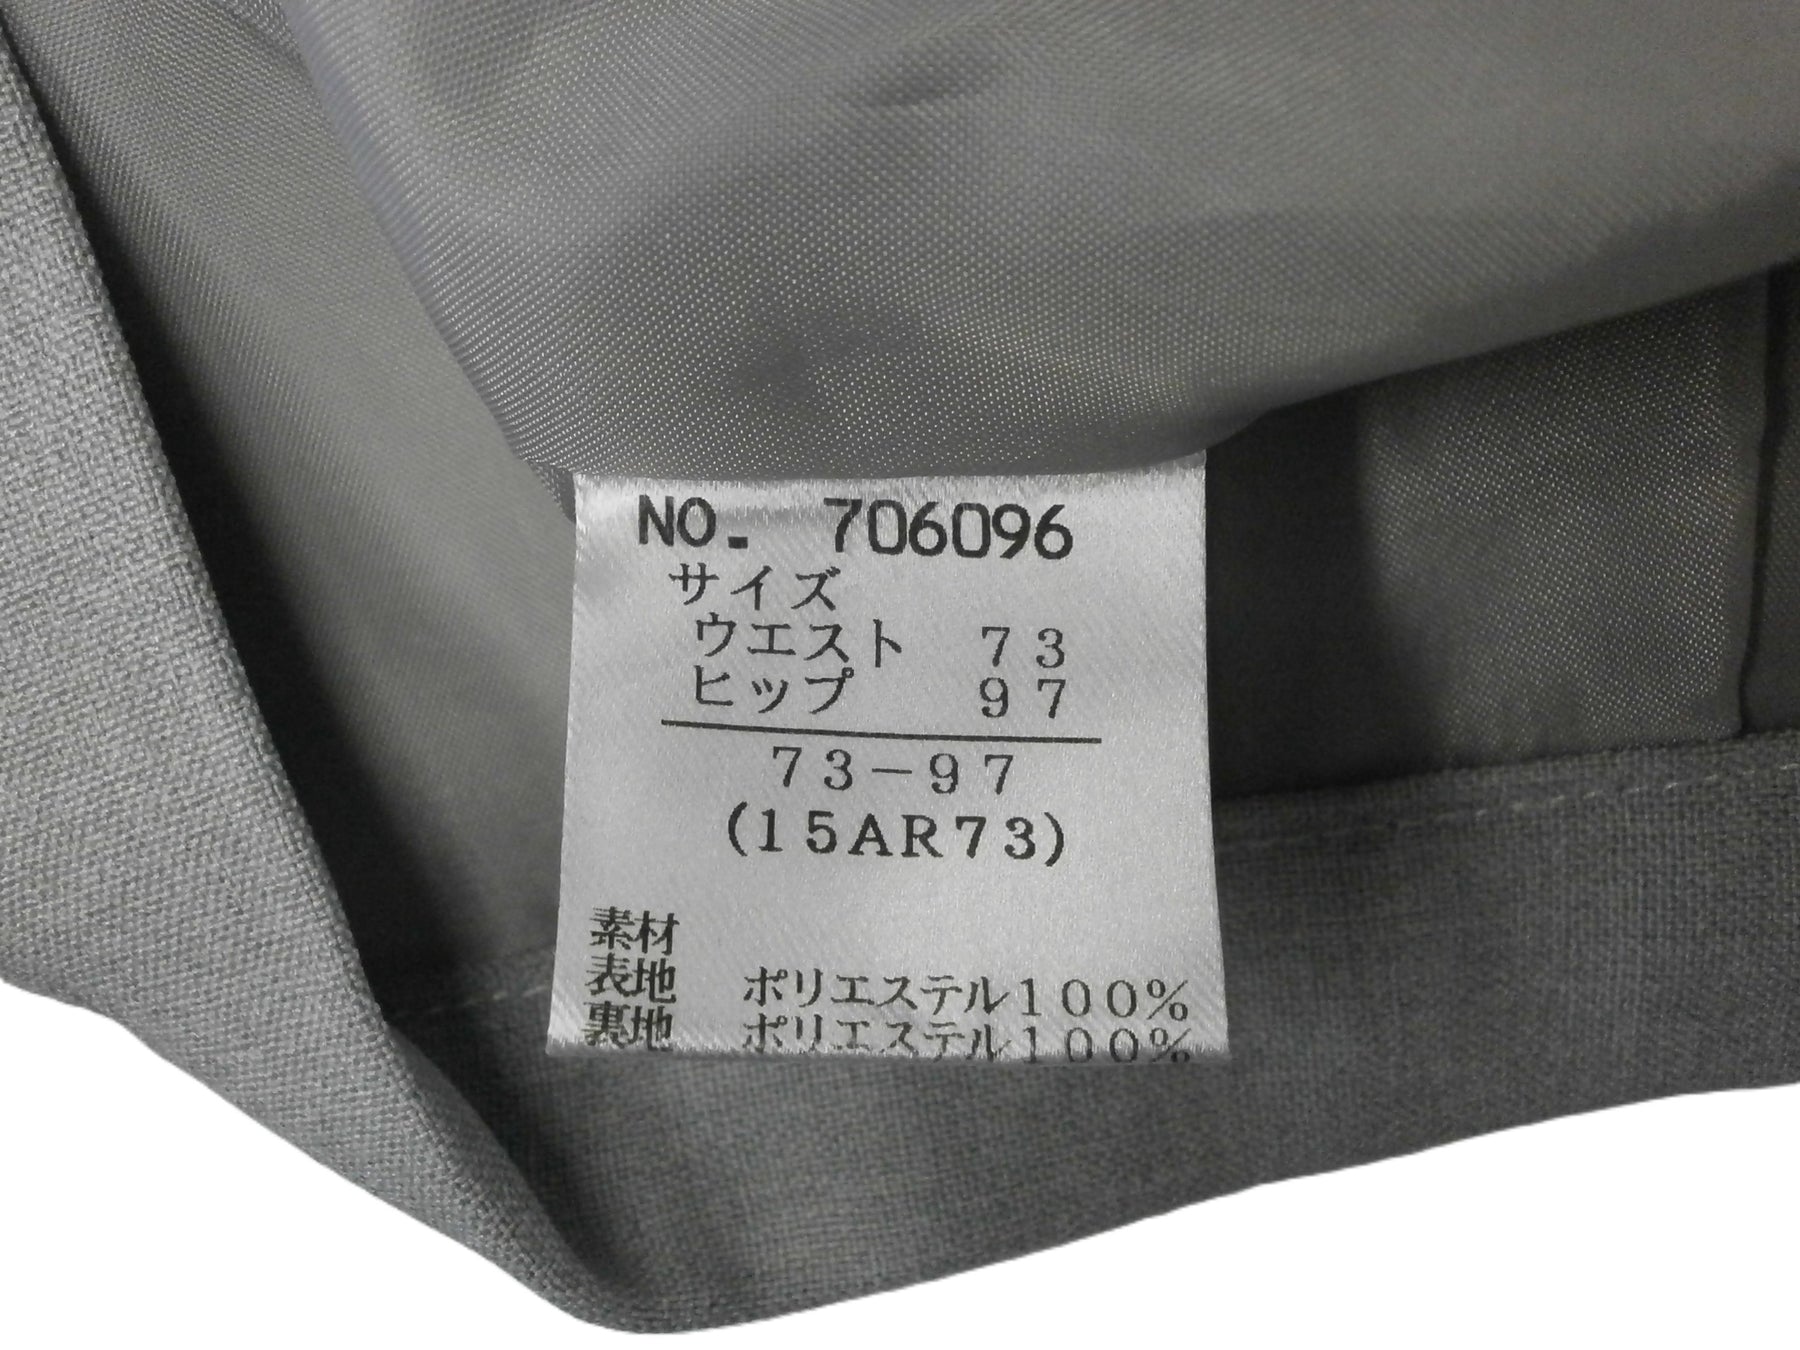 NO. 706096
サイズ
ウエスト 73
ヒップ 97
73-97
(15AR73)
素材
表地 ポリエステル100%
裏地 ポリエステル100%